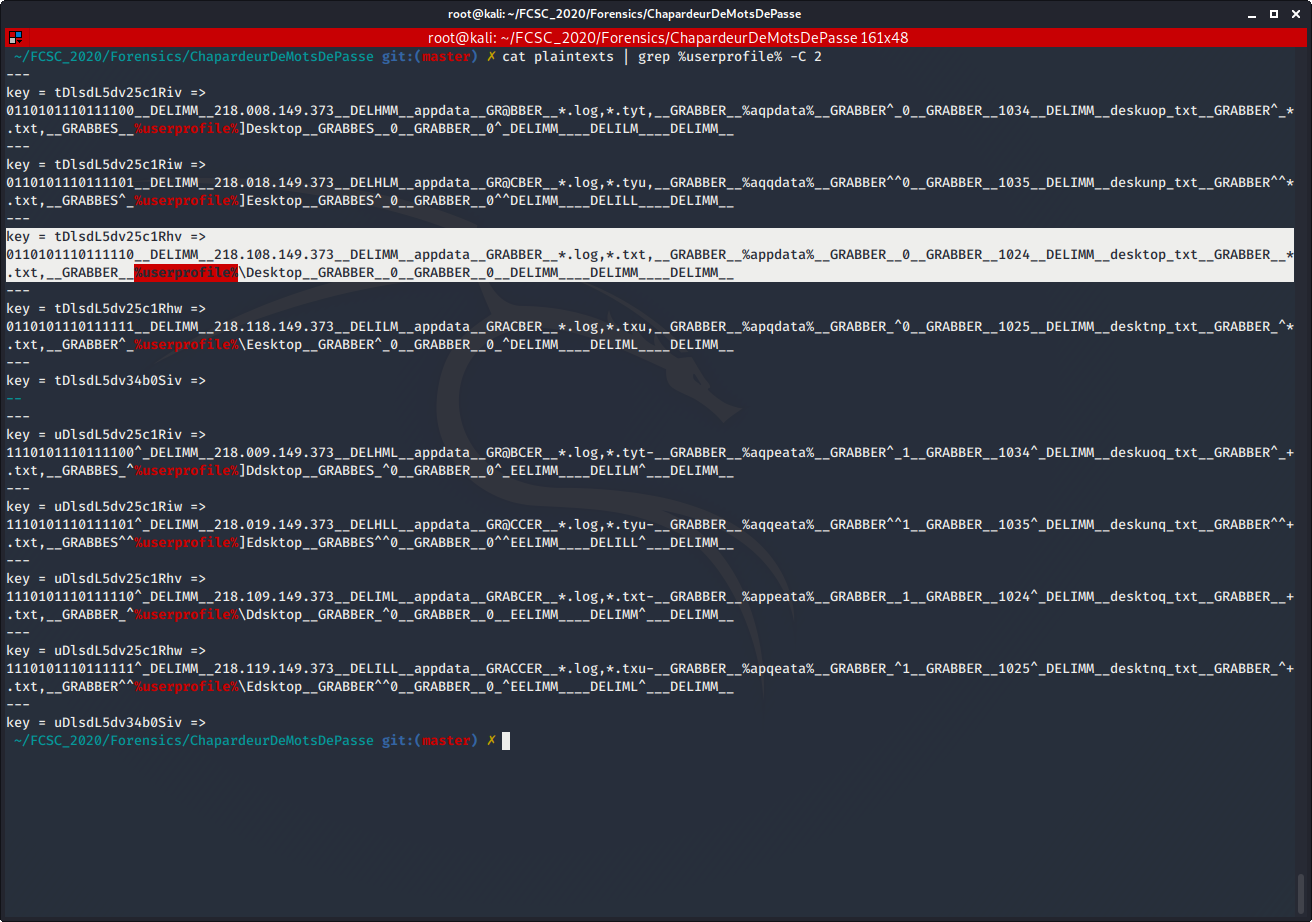 root@kali: ~/FCSC_2020/Forensics/ChapardeurDeMotsDePasse
root@kali: ~/FCSC_2020/Forensics/ChapardeurDeMotsDePasse 161x48
~/FCSC_2020/Forensics/ChapardeurDeMotsDePasse git:(master) ✗ cat plaintexts | grep %userprofile% -C 2
---
key = tDlsdL5dv25c1Riv =>
0110101110111100__DELIMM__218.008.149.373__DELHMM__appdata__GR@BBER__*.log,*.tyt,__GRABBER__%aqpdata%__GRABBER^_0__GRABBER__1034__DELIMM__deskuop_txt__GRABBER^_*
.txt,__GRABBES__%userprofile%]Desktop__GRABBES__0__GRABBER__0^_DELIMM____DELILM____DELIMM__
---
key = tDlsdL5dv25c1Riw =>
0110101110111101__DELIMM__218.018.149.373__DELHLM__appdata__GR@CBER__*.log,*.tyu,__GRABBER__%aqqdata%__GRABBER^^0__GRABBER__1035__DELIMM__deskunp_txt__GRABBER^^*
.txt,__GRABBES^_%userprofile%]Eesktop__GRABBES^_0__GRABBER__0^^DELIMM____DELILL____DELIMM__
---
key = tDlsdL5dv25c1Rhv =>
0110101110111110__DELIMM__218.108.149.373__DELIMM__appdata__GRABBER__*.log,*.txt,__GRABBER__%appdata%__GRABBER__0__GRABBER__1024__DELIMM__desktop_txt__GRABBER__*
.txt,__GRABBER__%userprofile%\Desktop__GRABBER__0__GRABBER__0__DELIMM____DELIMM____DELIMM__
---
key = tDlsdL5dv25c1Rhw =>
0110101110111111__DELIMM__218.118.149.373__DELILM__appdata__GRACBER__*.log,*.txu,__GRABBER__%apqdata%__GRABBER_^0__GRABBER__1025__DELIMM__desktnp_txt__GRABBER_^*
.txt,__GRABBER^_%userprofile%\Eesktop__GRABBER^_0__GRABBER__0_^DELIMM____DELIML____DELIMM__
---
key = tDlsdL5dv34b0Siv =>
--
---
key = uDlsdL5dv25c1Riv =>
1110101110111100^_DELIMM__218.009.149.373__DELHML__appdata__GR@BCER__*.log,*.tyt-__GRABBER__%aqpeata%__GRABBER^_1__GRABBER__1034^_DELIMM__deskuoq_txt__GRABBER^_+
.txt,__GRABBES_^%userprofile%]Ddsktop__GRABBES_^0__GRABBER__0^_EELIMM____DELILM^___DELIMM__
---
key = uDlsdL5dv25c1Riw =>
1110101110111101^_DELIMM__218.019.149.373__DELHLL__appdata__GR@CCER__*.log,*.tyu-__GRABBER__%aqqeata%__GRABBER^^1__GRABBER__1035^_DELIMM__deskunq_txt__GRABBER^^+
.txt,__GRABBES^^%userprofile%]Edsktop__GRABBES^^0__GRABBER__0^^EELIMM____DELILL^___DELIMM__
---
key = uDlsdL5dv25c1Rhv =>
1110101110111110^_DELIMM__218.109.149.373__DELIML__appdata__GRABCER__*.log,*.txt-__GRABBER__%appeata%__GRABBER__1__GRABBER__1024^_DELIMM__desktoq_txt__GRABBER__+
.txt,__GRABBER_^%userprofile%\Ddsktop__GRABBER_^0__GRABBER__0__EELIMM____DELIMM^___DELIMM__
---
key = uDlsdL5dv25c1Rhw =>
1110101110111111^_DELIMM__218.119.149.373__DELILL__appdata__GRACCER__*.log,*.txu-__GRABBER__%apqeata%__GRABBER_^1__GRABBER__1025^_DELIMM__desktnq_txt__GRABBER_^+
.txt,__GRABBER^^%userprofile%\Edsktop__GRABBER^^0__GRABBER__0_^EELIMM____DELIML^___DELIMM__
---
key = uDlsdL5dv34b0Siv =>
~/FCSC_2020/Forensics/ChapardeurDeMotsDePasse git:(master) ✗